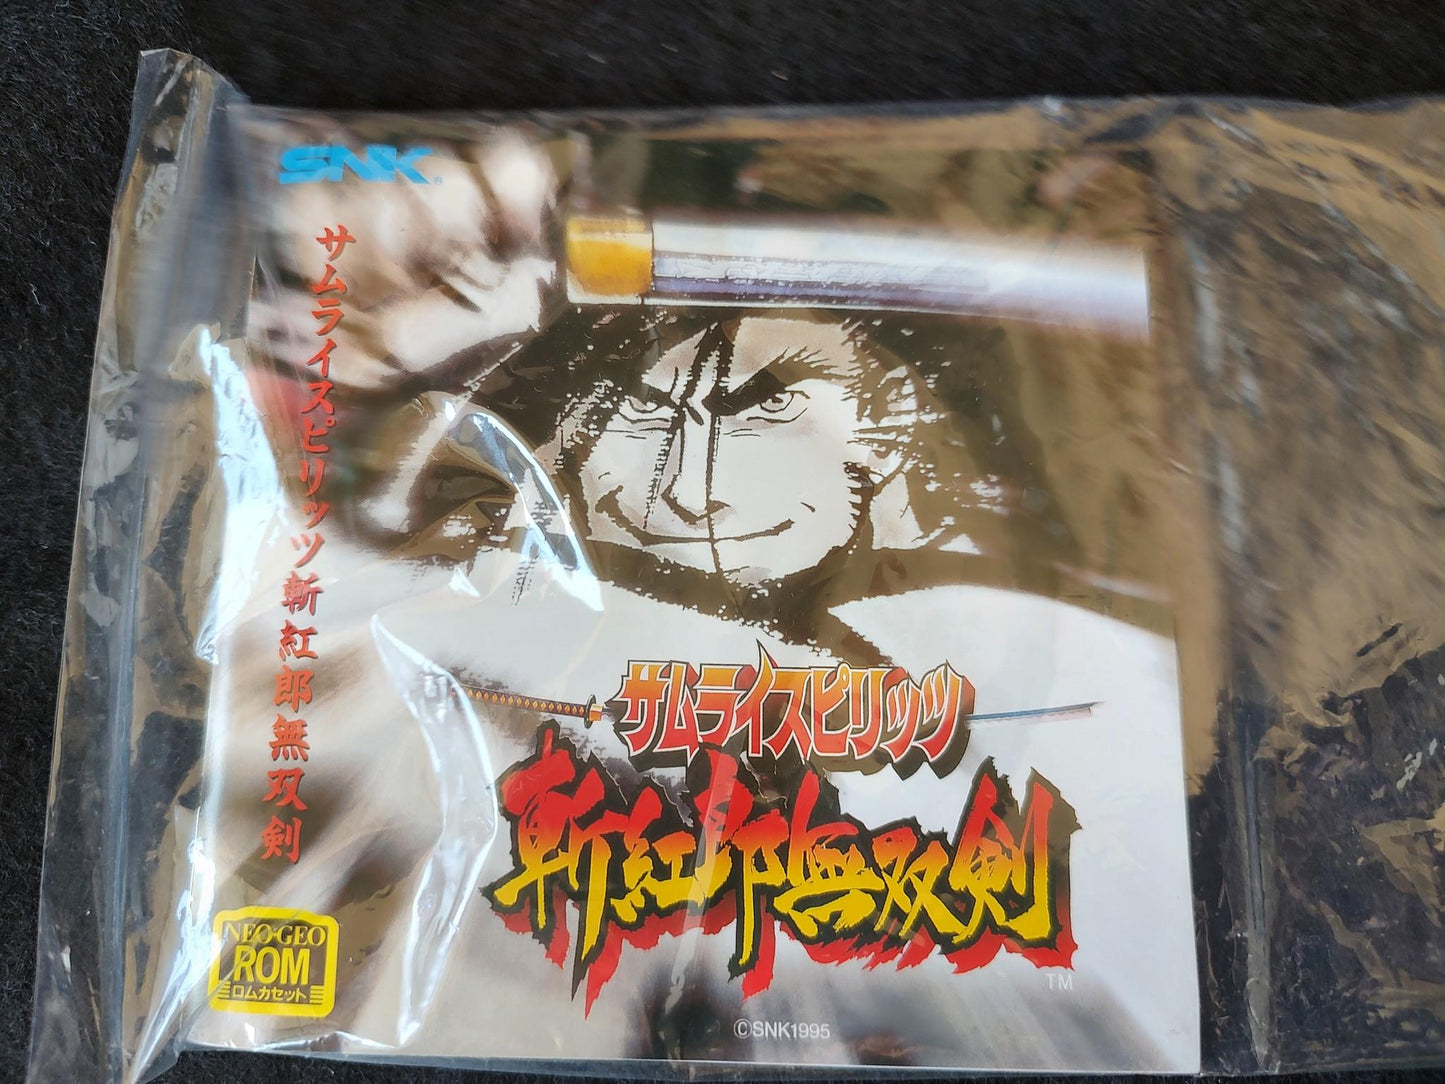 SNK®
サムライスピリッツ斬紅郎無双剣
サムライスピリッツ
斬紅郎無双剣
TM
NEO·GEO
ROM
ロムカセット
©SNK1995